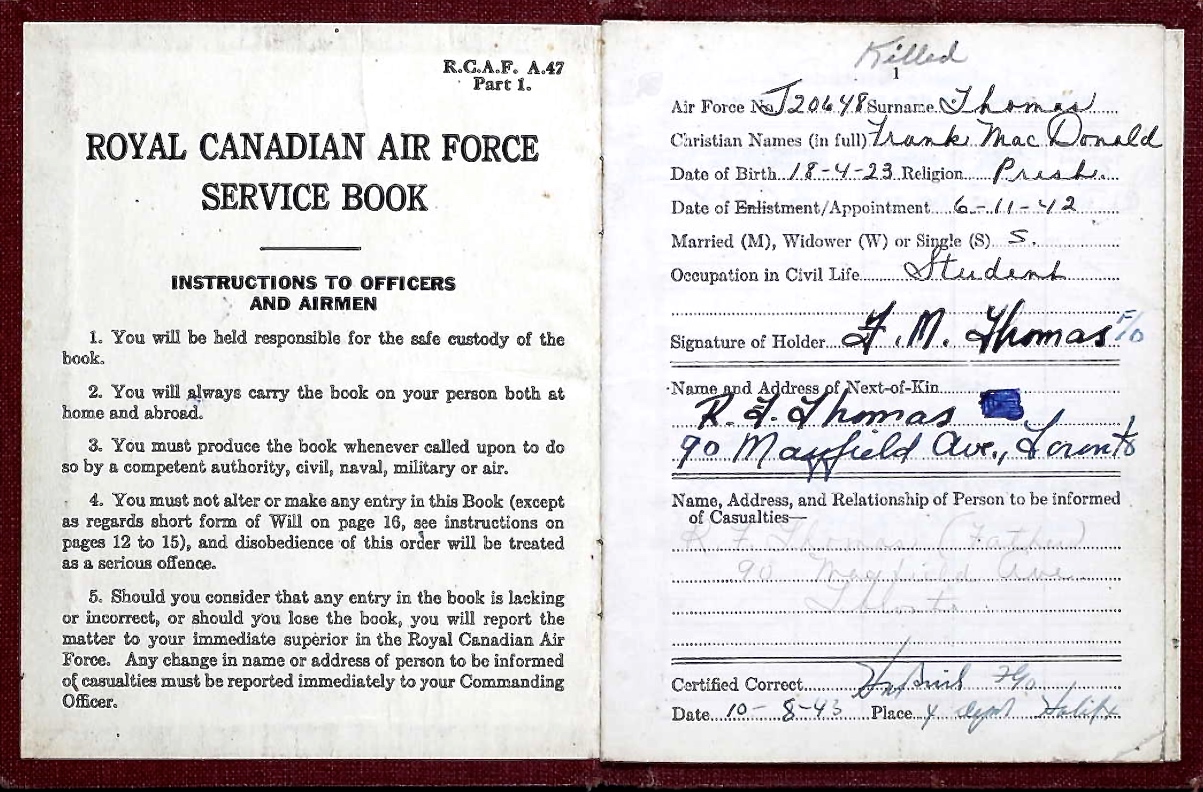 R.C.A.F. A.47
Part 1.
ROYAL CANADIAN AIR FORCE
SERVICE BOOK
INSTRUCTIONS TO OFFICERS
AND AIRMEN
1. You will be held responsible for the safe custody of the
book.
2. You will always carry the book on your person both at
home and abroad.
3. You must produce the book whenever called upon to do
so by a competent authority, civil, naval, military or air.
4. You must not alter or make any entry in this Book (except
as regards short form of Will on page 16, see instructions on
pages 12 to 15), and disobedience of this order will be treated
as a serious offence.
5. Should you consider that any entry in the book is lacking
or incorrect, or should you lose the book, you will report the
matter to your immediate superior in the Royal Canadian Air
Force. Any change in name or address of person to be informed
of casualties must be reported immediately to your Commanding
Officer.
Killed
1
Air Force No. J20648 Surname Thomas
Christian Names (in full) Frank Mac Donald
Date of Birth 18-4-23 Religion Presb.
Date of Enlistment/Appointment 6-11-42
Married (M), Widower (W) or Single (S) S.
Occupation in Civil Life Student
Signature of Holder F. M. Thomas F/O
Name and Address of Next-of-Kin
R. F. Thomas
90 Mayfield Ave., Toronto
Name, Address, and Relationship of Person to be informed
of Casualties—
R F Thomas (Father)
90 Mayfield Ave
Toronto
Certified Correct F/O
Date 10-8-43 Place Halifax